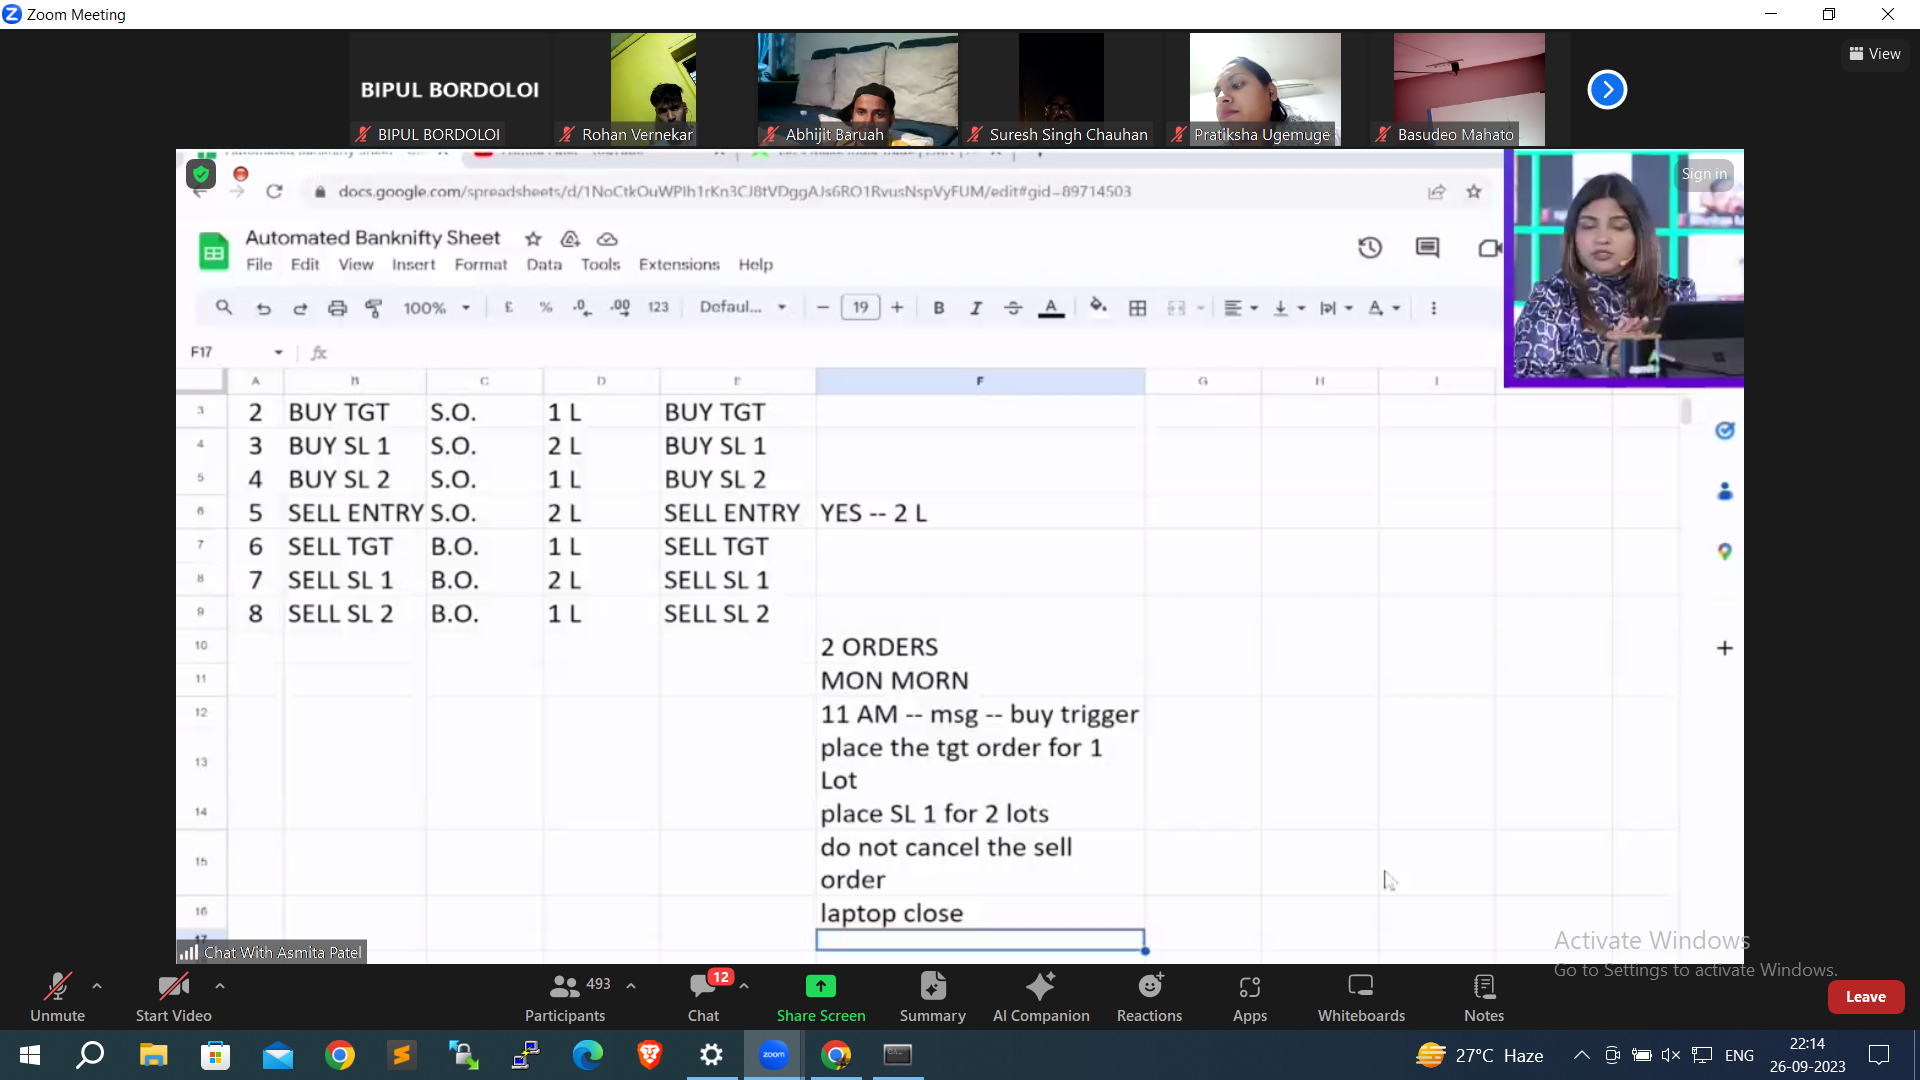 Zoom Meeting
View
BIPUL BORDOLOI
BIPUL BORDOLOI
Rohan Vernekar
Abhijit Baruah
Suresh Singh Chauhan
Pratiksha Ugemuge
Basudeo Mahato
Sign in
docs.google.com/spreadsheets/d/1NoCtkOuWPIh1rKn3CJ8tVDggAJs6RO1RvusNspVyFUM/edit#gid=89714503
Automated Banknifty Sheet
File Edit View Insert Format Data Tools Extensions Help
100% £ % .0 .00 123 Defaul... − 19 + B I A
F17 fx
A B C D E F G H I
3 2 BUY TGT S.O. 1 L BUY TGT
4 3 BUY SL 1 S.O. 2 L BUY SL 1
5 4 BUY SL 2 S.O. 1 L BUY SL 2
6 5 SELL ENTRY S.O. 2 L SELL ENTRY YES -- 2 L
7 6 SELL TGT B.O. 1 L SELL TGT
8 7 SELL SL 1 B.O. 2 L SELL SL 1
9 8 SELL SL 2 B.O. 1 L SELL SL 2
10 2 ORDERS
11 MON MORN
12 11 AM -- msg -- buy trigger
13 place the tgt order for 1
Lot
14 place SL 1 for 2 lots
15 do not cancel the sell
order
16 laptop close
17
Chat With Asmita Patel
Activate Windows
Go to Settings to activate Windows.
Unmute
Start Video
493
Participants
12
Chat
Share Screen
Summary
AI Companion
Reactions
Apps
Whiteboards
Notes
Leave
zoom
27°C Haze
ENG
22:14
26-09-2023